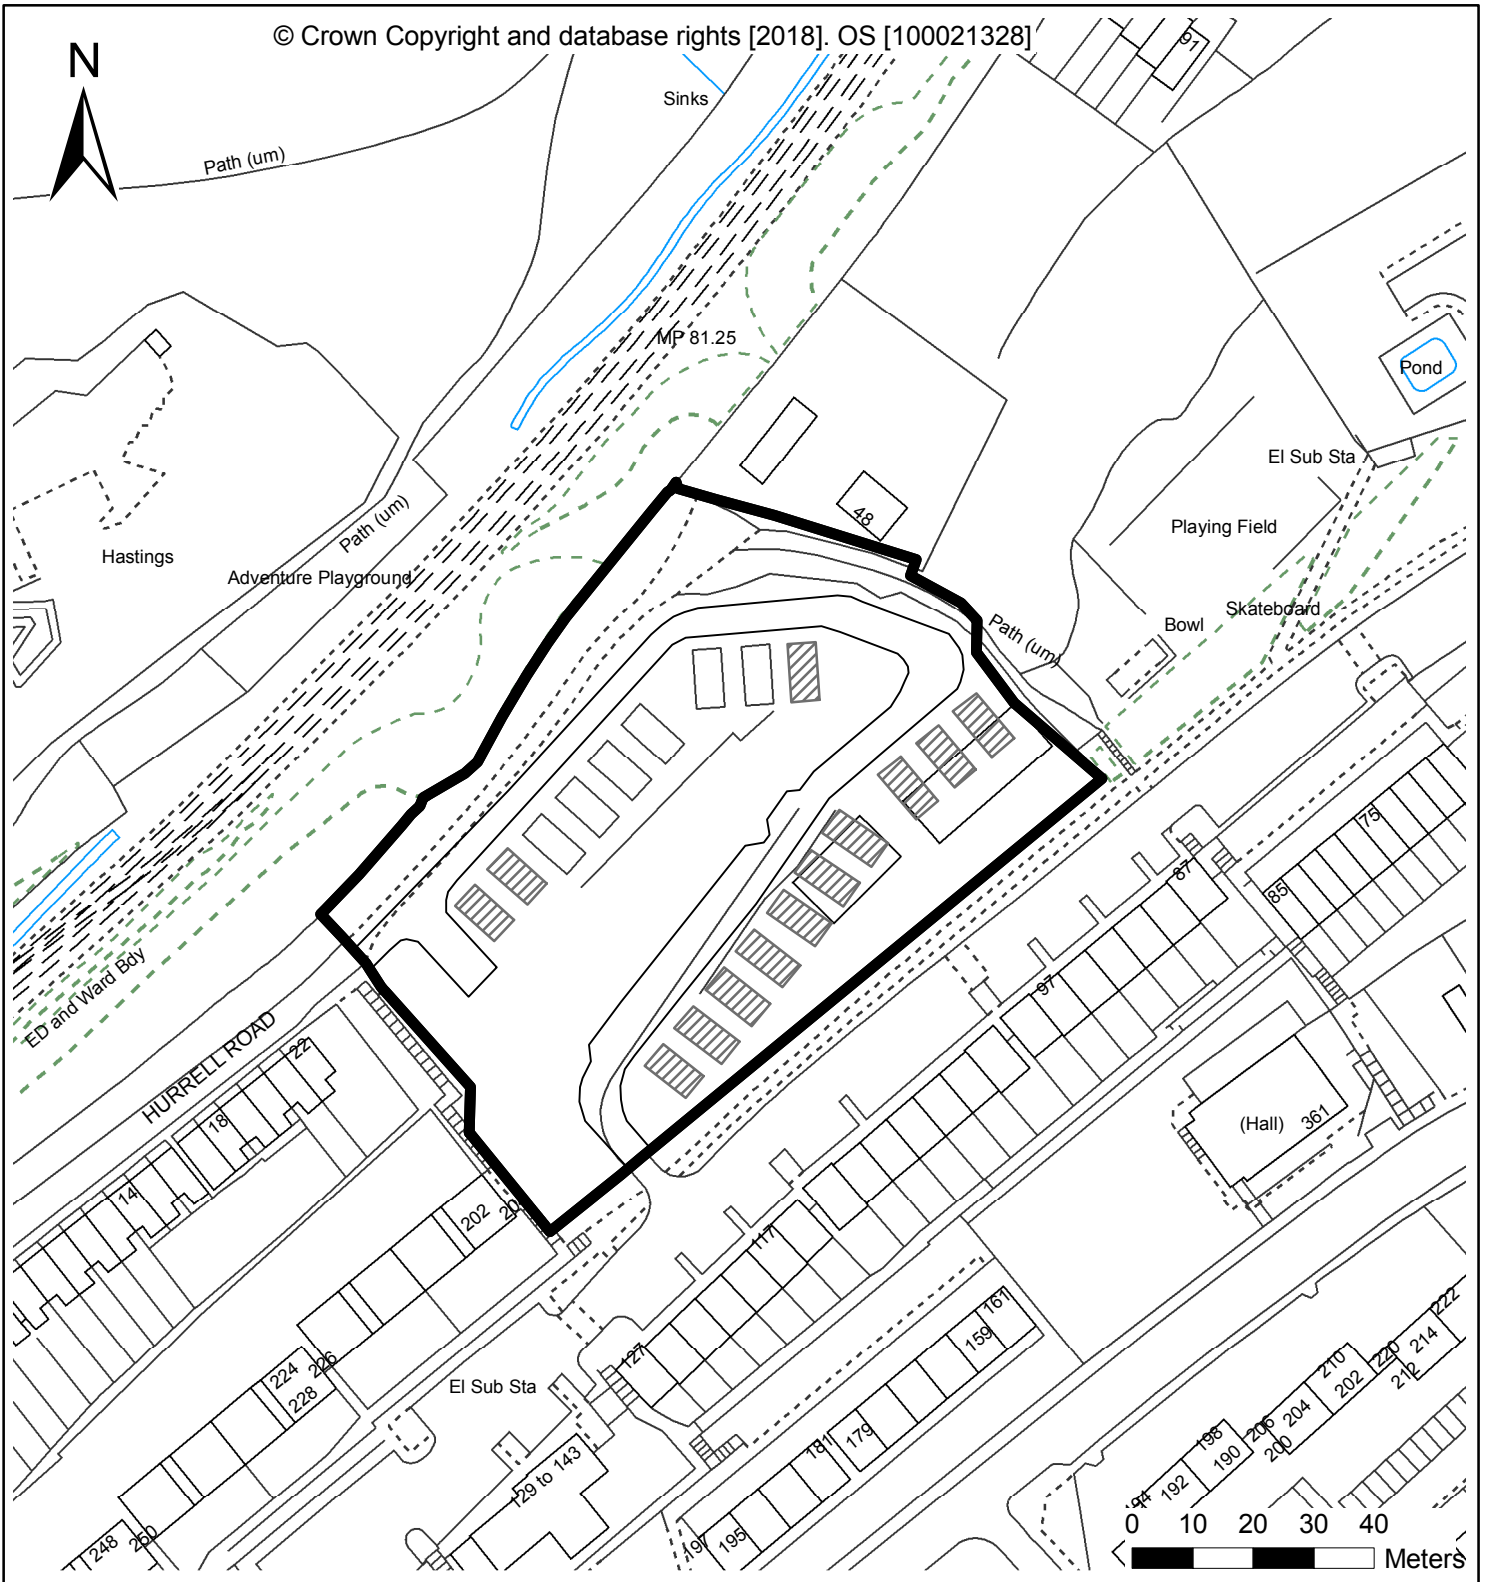 © Crown Copyright and database rights [2018]. OS [100021328]
N
91
Sinks
Path (um)
MP 81.25
Pond
El Sub Sta
48
Path (um)
Playing Field
Hastings
Adventure Playground
Skateboard
Bowl
Path (um)
75
87
85
ED and Ward Bdy
97
HURRELL ROAD
22
18
(Hall)
361
14
202
117
161
159
222
214
220
212
210
202
127
224
226
228
El Sub Sta
204
206
200
198
190
181
179
192
129 to 143
197
195
248
250
0 10 20 30 40
Meters